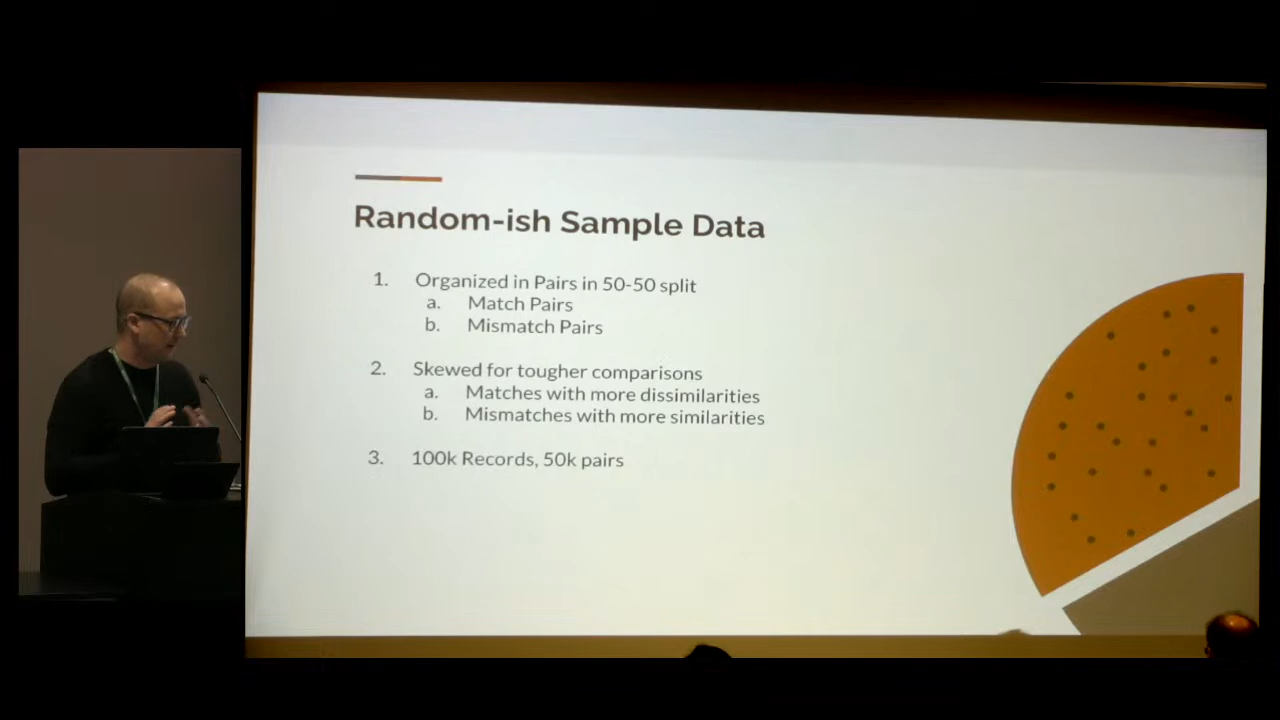 Random-ish Sample Data
1. Organized in Pairs in 50-50 split
a. Match Pairs
b. Mismatch Pairs
2. Skewed for tougher comparisons
a. Matches with more dissimilarities
b. Mismatches with more similarities
3. 100k Records, 50k pairs